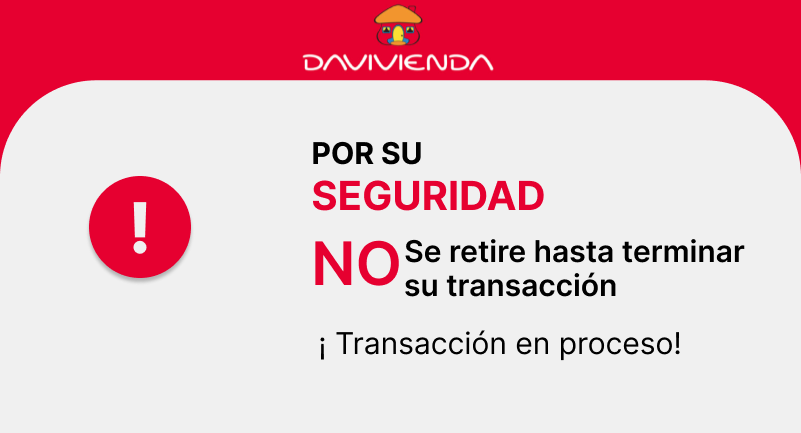 DAVIVIENDA
!
POR SU
SEGURIDAD
NO Se retire hasta terminar
su transacción
¡ Transacción en proceso!